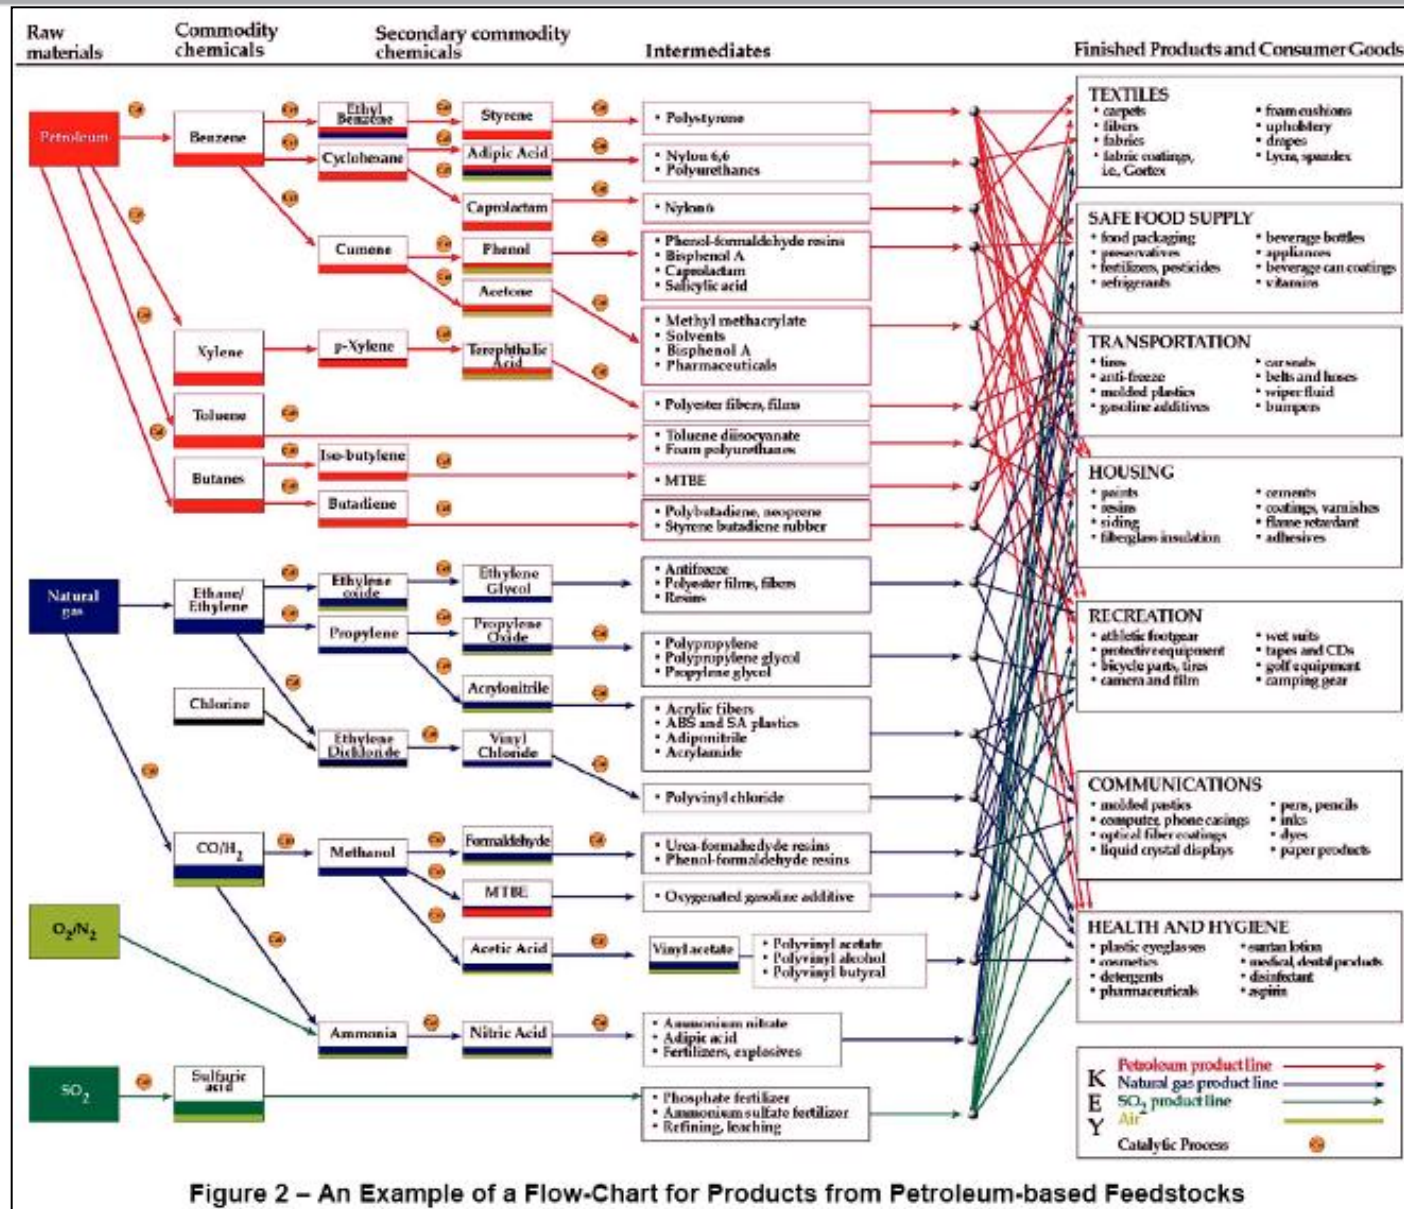 Raw
materials
Commodity
chemicals
Secondary commodity
chemicals
Intermediates
Finished Products and Consumer Goods
Petroleum
Benzene
Ethyl
Benzene
Styrene
• Polystyrene
Cyclohexane
Adipic Acid
• Nylon 6,6
• Polyurethanes
Caprolactam
• Nylon 6
Cumene
Phenol
• Phenol-formaldehyde resins
• Bisphenol A
• Caprolactam
• Salicylic acid
Acetone
• Methyl methacrylate
• Solvents
• Bisphenol A
• Pharmaceuticals
Xylene
p-Xylene
Terephthalic
Acid
• Polyester fibers, films
Toluene
• Toluene diisocyanate
• Foam polyurethanes
Butanes
Iso-butylene
• MTBE
Butadiene
• Polybutadiene, neoprene
• Styrene butadiene rubber
Natural
gas
Ethane/
Ethylene
Ethylene
oxide
Ethylene
Glycol
• Antifreeze
• Polyester films, fibers
• Resins
Propylene
Propylene
Oxide
• Polypropylene
• Polypropylene glycol
• Propylene glycol
Acrylonitrile
• Acrylic fibers
• ABS and SA plastics
• Adiponitrile
• Acrylamide
Chlorine
Ethylene
Dichloride
Vinyl
Chloride
• Polyvinyl chloride
CO/H2
Methanol
Formaldehyde
• Urea-formahedyde resins
• Phenol-formaldehyde resins
MTBE
• Oxygenated gasoline additive
O2/N2
Acetic Acid
Vinyl acetate
• Polyvinyl acetate
• Polyvinyl alcohol
• Polyvinyl butyral
Ammonia
Nitric Acid
• Ammonium nitrate
• Adipic acid
• Fertilizers, explosives
SO2
Sulfuric
acid
• Phosphate fertilizer
• Ammonium sulfate fertilizer
• Refining, leaching
TEXTILES
• carpets • foam cushions
• fibers • upholstery
• fabrics • drapes
• fabric coatings, • Lycra, spandex
i.e., Gortex
SAFE FOOD SUPPLY
• food packaging • beverage bottles
• preservatives • appliances
• fertilizers, pesticides • beverage can coatings
• refrigerants • vitamins
TRANSPORTATION
• tires • car seats
• anti-freeze • belts and hoses
• molded plastics • wiper fluid
• gasoline additives • bumpers
HOUSING
• paints • cements
• resins • coatings, varnishes
• siding • flame retardant
• fiberglass insulation • adhesives
RECREATION
• athletic footgear • wet suits
• protective equipment • tapes and CDs
• bicycle parts, tires • golf equipment
• camera and film • camping gear
COMMUNICATIONS
• molded pastics • pens, pencils
• computer, phone casings • inks
• optical fiber coatings • dyes
• liquid crystal displays • paper products
HEALTH AND HYGIENE
• plastic eyeglasses • suntan lotion
• cosmetics • medical, dental products
• detergents • disinfectant
• pharmaceuticals • aspirin
KEY
Petroleum product line
Natural gas product line
SO2 product line
Air
Catalytic Process
Cat
Figure 2 – An Example of a Flow-Chart for Products from Petroleum-based Feedstocks